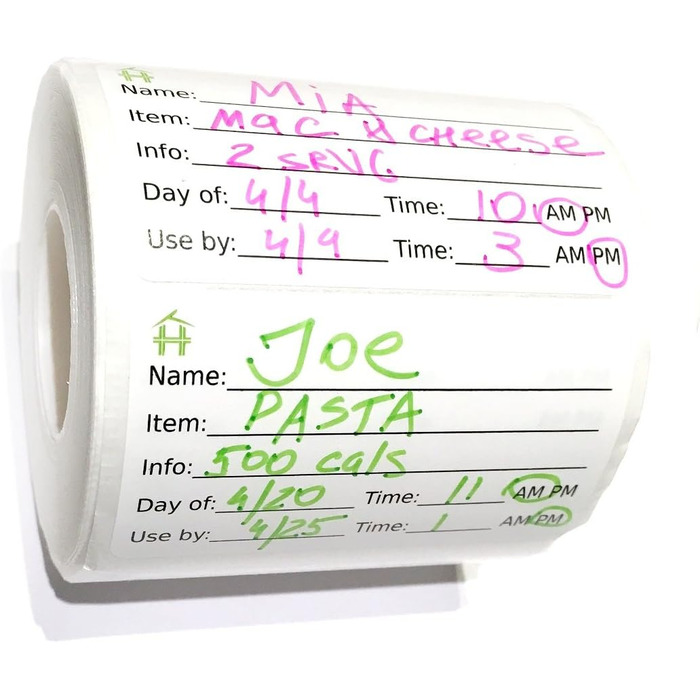 Name: MiA
Item: Mac & CHeese
Info: 2 SRVG
Day of: 4/4 Time: 10 AM PM
Use by: 4/9 Time: 3 AM PM
H
Name: Joe
Item: PASTA
Info: 500 cals
Day of: 4/20 Time: 11 AM PM
Use by: 4/25 Time: 1 AM PM